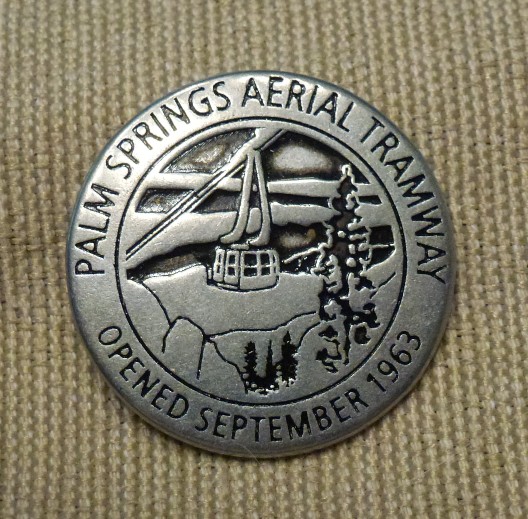 PALM SPRINGS AERIAL TRAMWAY
OPENED SEPTEMBER 1963